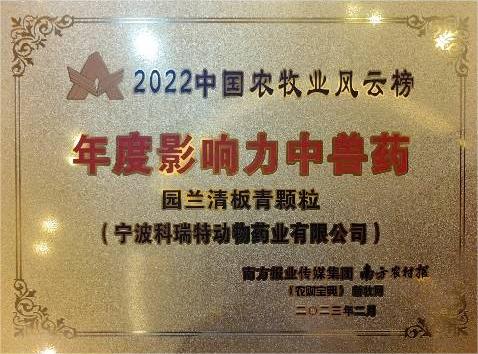 2022中国农牧业风云榜
年度影响力中兽药
园兰清板青颗粒
（宁波科瑞特动物药业有限公司）
南方报业传媒集团 南方农村报
《农财宝典》 新牧网
二〇二三年二月